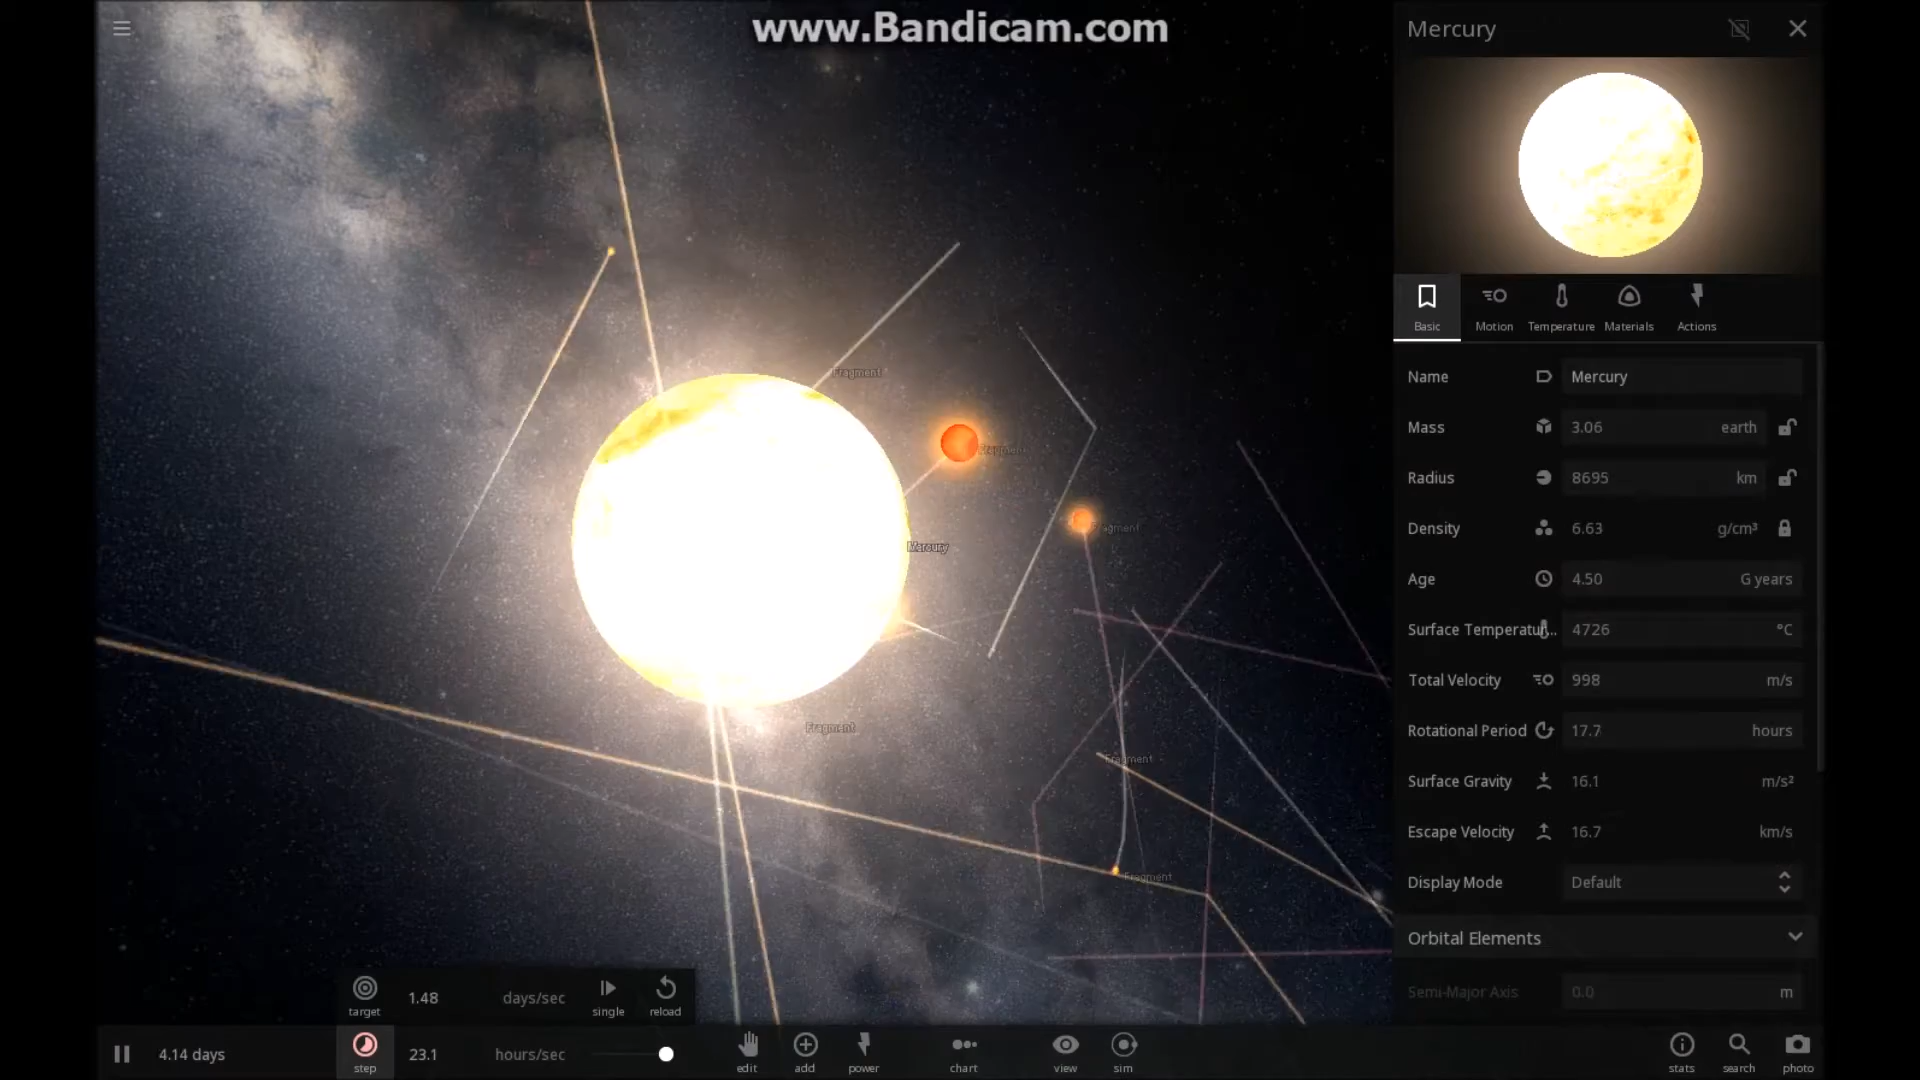 www.Bandicam.com
Mercury
Basic
Motion
Temperature
Materials
Actions
Name Mercury
Mass 3.06 earth
Radius 8695 km
Density 6.63 g/cm³
Age 4.50 G years
Surface Temperatur... 4726 °C
Total Velocity 998 m/s
Rotational Period 17.7 hours
Surface Gravity 16.1 m/s²
Escape Velocity 16.7 km/s
Display Mode Default
Orbital Elements
Semi-Major Axis 0.0 m
Fragment
Fragment
Fragment
Mercury
Fragment
Fragment
Fragment
target
1.48 days/sec
single
reload
4.14 days
step
23.1 hours/sec
edit
add
power
chart
view
sim
stats
search
photo